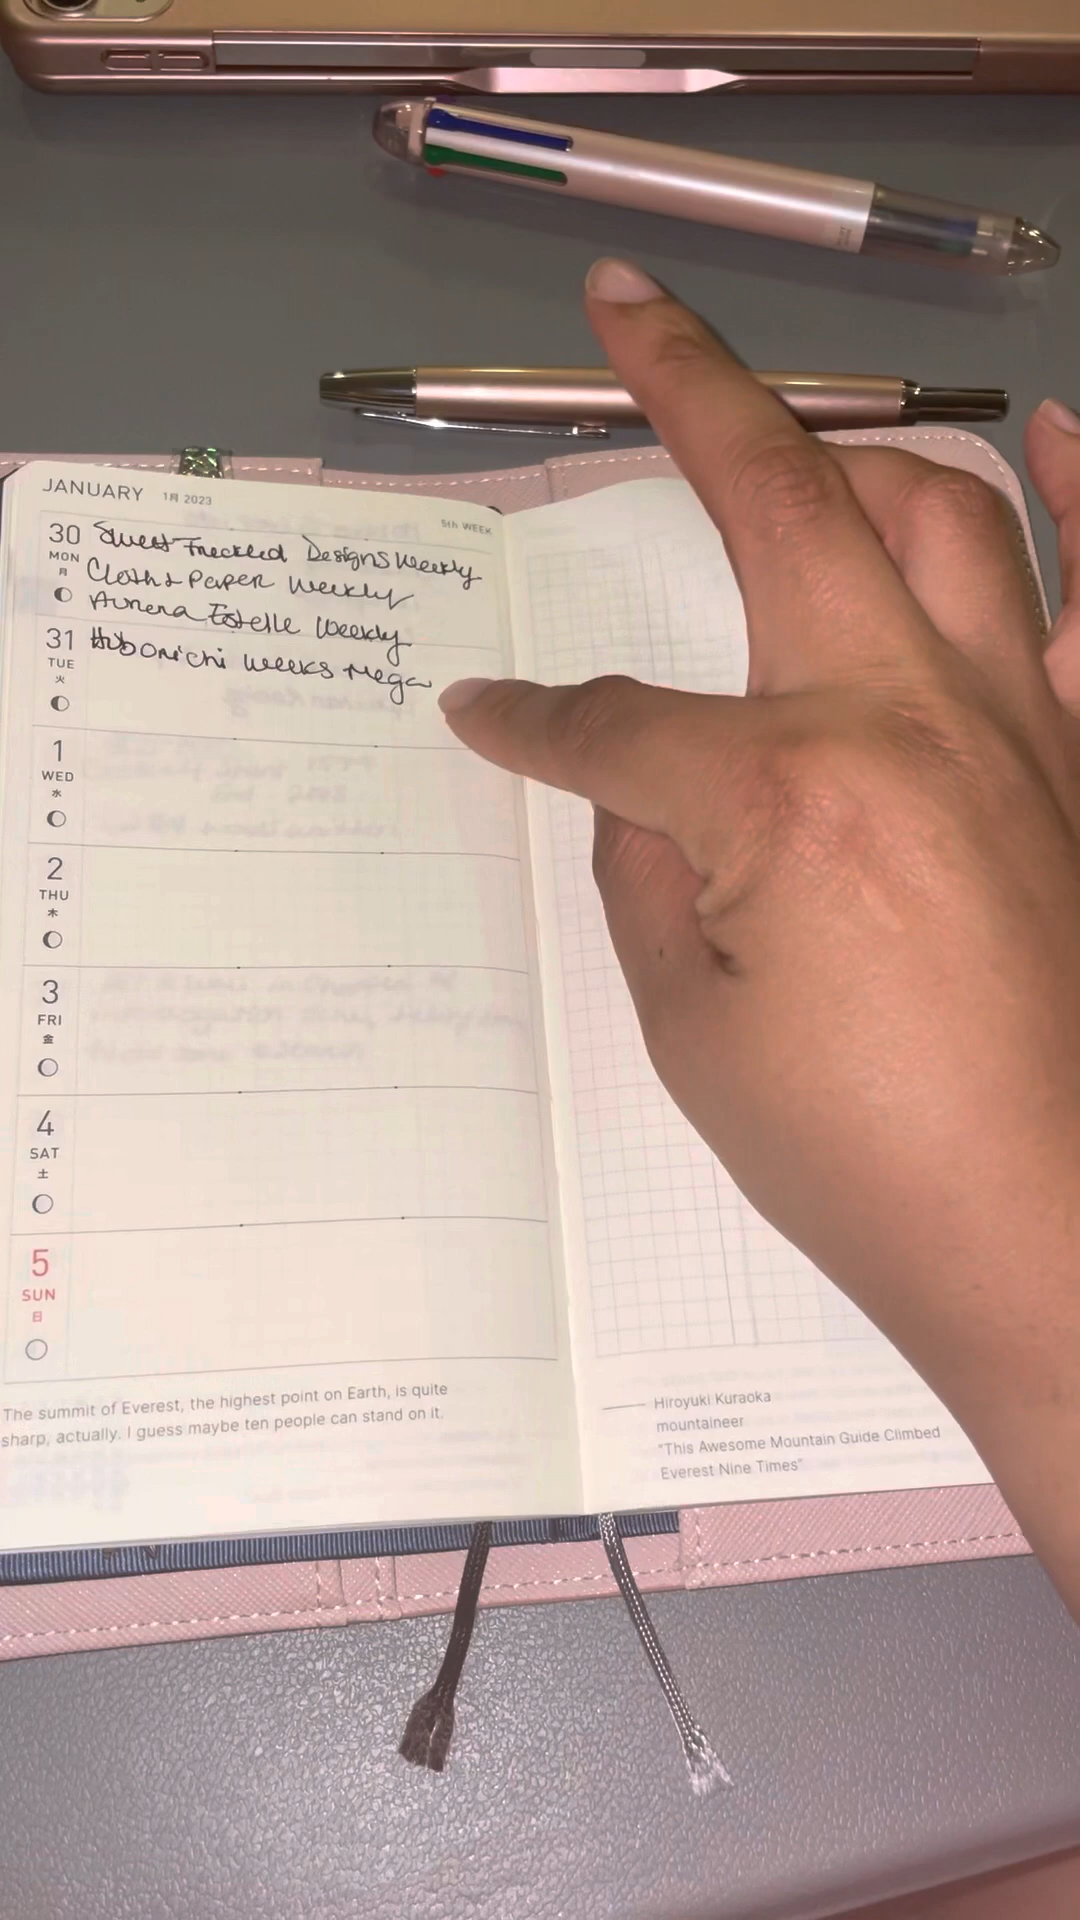 JANUARY 1月 2023
5th WEEK
30 Sweet Freckled Designs Weekly
MON Cloth & Paper Weekly
月
Aurora Estelle Weekly
31 Hobonichi Weeks Mega
TUE
火
1
WED
水
2
THU
木
3
FRI
金
4
SAT
土
5
SUN
日
The summit of Everest, the highest point on Earth, is quite
sharp, actually. I guess maybe ten people can stand on it.
Hiroyuki Kuraoka
mountaineer
"This Awesome Mountain Guide Climbed
Everest Nine Times"